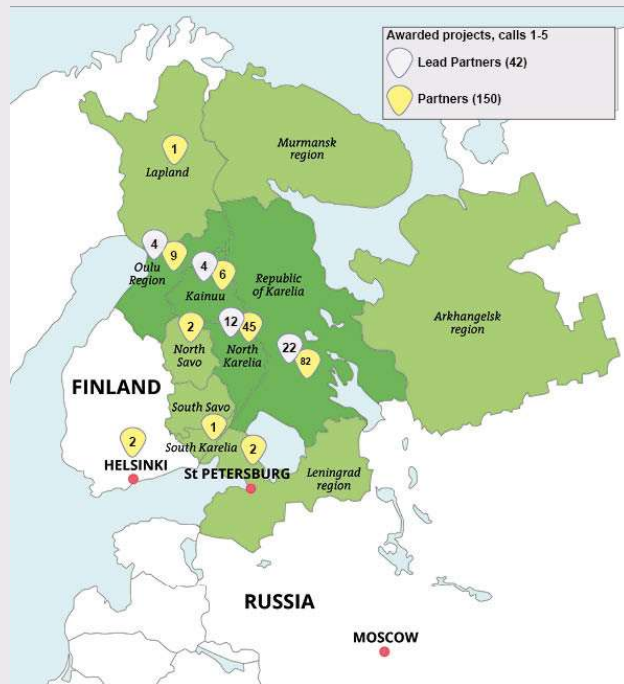 Awarded projects, calls 1-5
Lead Partners (42)
Partners (150)
Murmansk
region
1
Lapland
4
9
Oulu
Region
4
6
Kainuu
Republic
of Karelia
Arkhangelsk
region
2
North
Savo
12
45
North
Karelia
22
82
FINLAND
South Savo
1
South Karelia
2
HELSINKI
2
St PETERSBURG
Leningrad
region
RUSSIA
MOSCOW